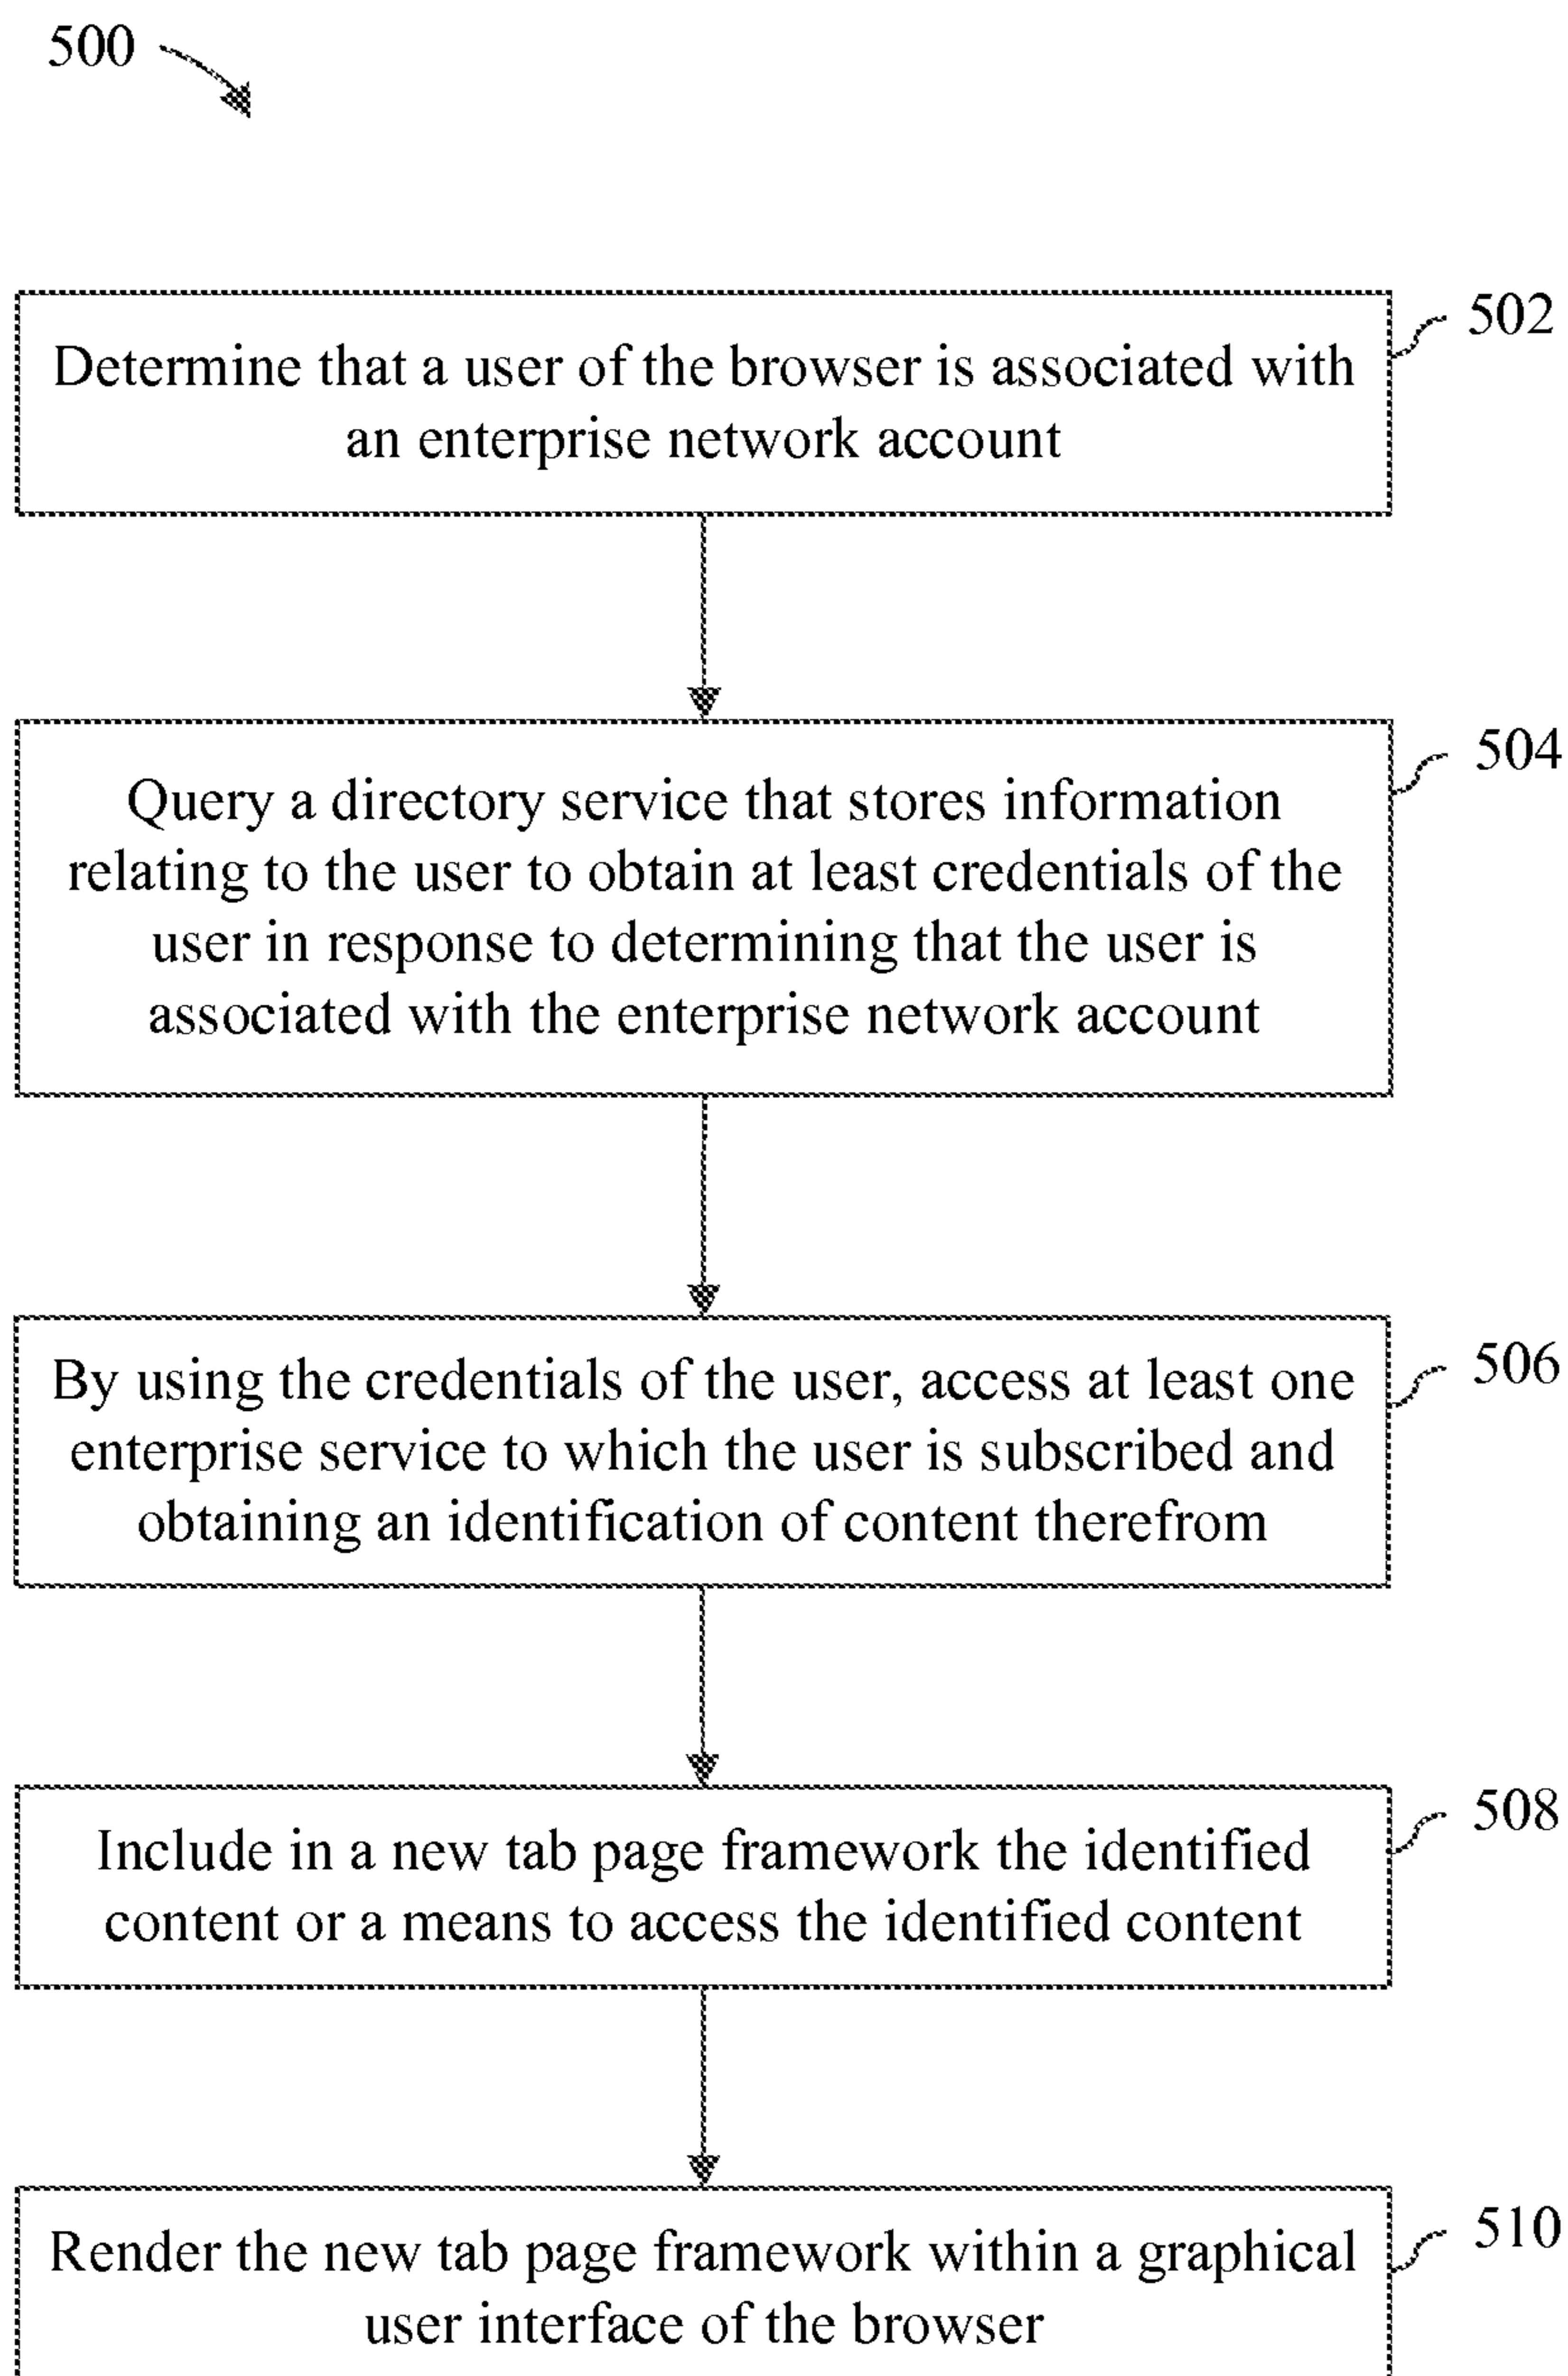 500
502
Determine that a user of the browser is associated with
an enterprise network account
504
Query a directory service that stores information
relating to the user to obtain at least credentials of the
user in response to determining that the user is
associated with the enterprise network account
506
By using the credentials of the user, access at least one
enterprise service to which the user is subscribed and
obtaining an identification of content therefrom
508
Include in a new tab page framework the identified
content or a means to access the identified content
510
Render the new tab page framework within a graphical
user interface of the browser